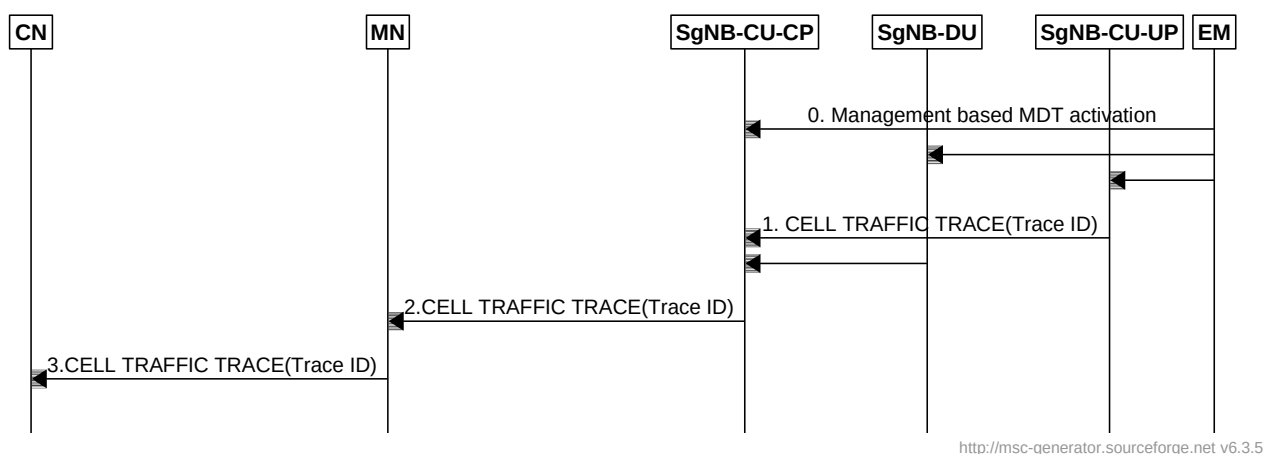 CN MN SgNB-CU-CP SgNB-DU SgNB-CU-UP EM
0. Management based MDT activation
1. CELL TRAFFIC TRACE(Trace ID)
2.CELL TRAFFIC TRACE(Trace ID)
3.CELL TRAFFIC TRACE(Trace ID)
http://msc-generator.sourceforge.net v6.3.5